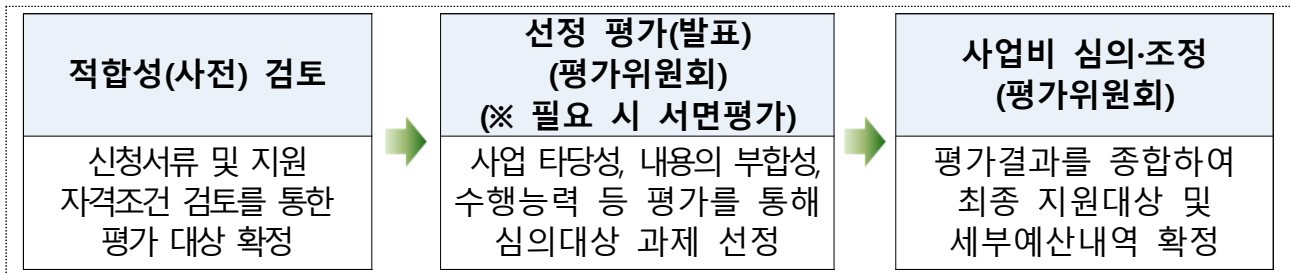 적합성(사전) 검토
신청서류 및 지원
자격조건 검토를 통한
평가 대상 확정
선정 평가(발표)
(평가위원회)
(※ 필요 시 서면평가)
사업 타당성, 내용의 부합성,
수행능력 등 평가를 통해
심의대상 과제 선정
사업비 심의·조정
(평가위원회)
평가결과를 종합하여
최종 지원대상 및
세부예산내역 확정